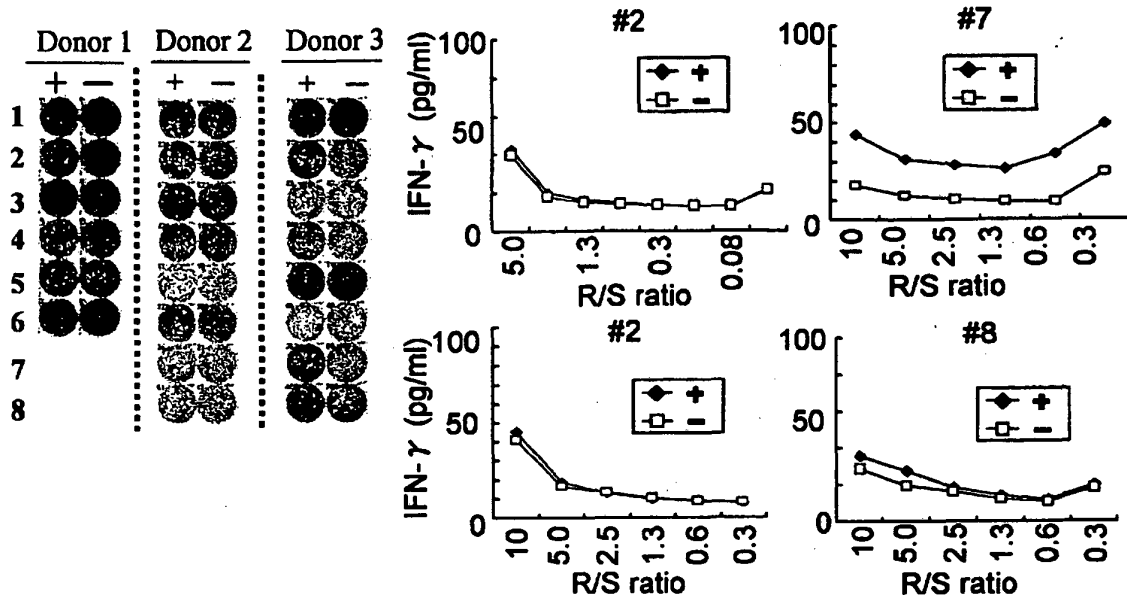 Donor 1 Donor 2 Donor 3
+ − + − + −
1
2
3
4
5
6
7
8
#2
IFN-γ (pg/ml)
100
50
0
+
−
5.0 1.3 0.3 0.08
R/S ratio
#7
100
50
0
+
−
10 5.0 2.5 1.3 0.6 0.3
R/S ratio
#2
IFN-γ (pg/ml)
100
50
0
+
−
10 5.0 2.5 1.3 0.6 0.3
R/S ratio
#8
100
50
0
+
−
10 5.0 2.5 1.3 0.6 0.3
R/S ratio